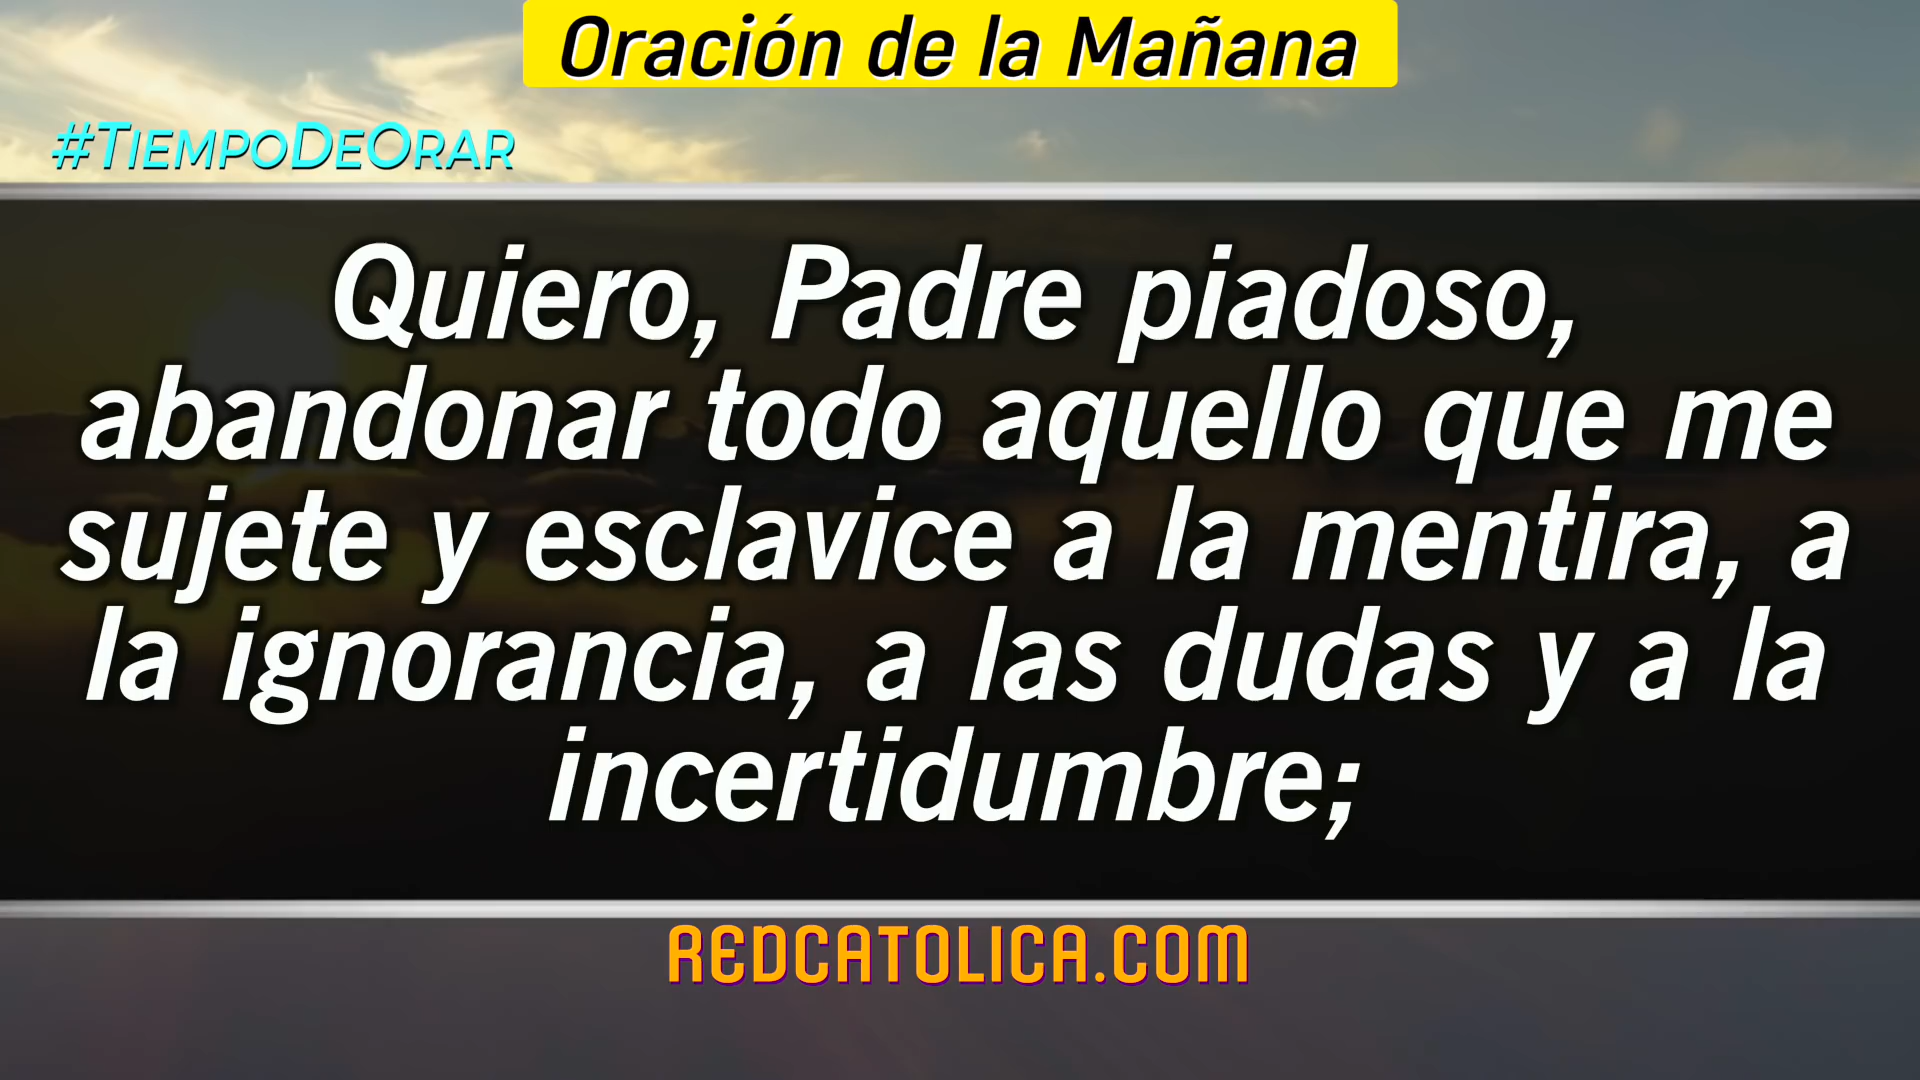 Oración de la Mañana
#TiempoDeOrar
Quiero, Padre piadoso,
abandonar todo aquello que me
sujete y esclavice a la mentira, a
la ignorancia, a las dudas y a la
incertidumbre;
REDCATOLICA.COM